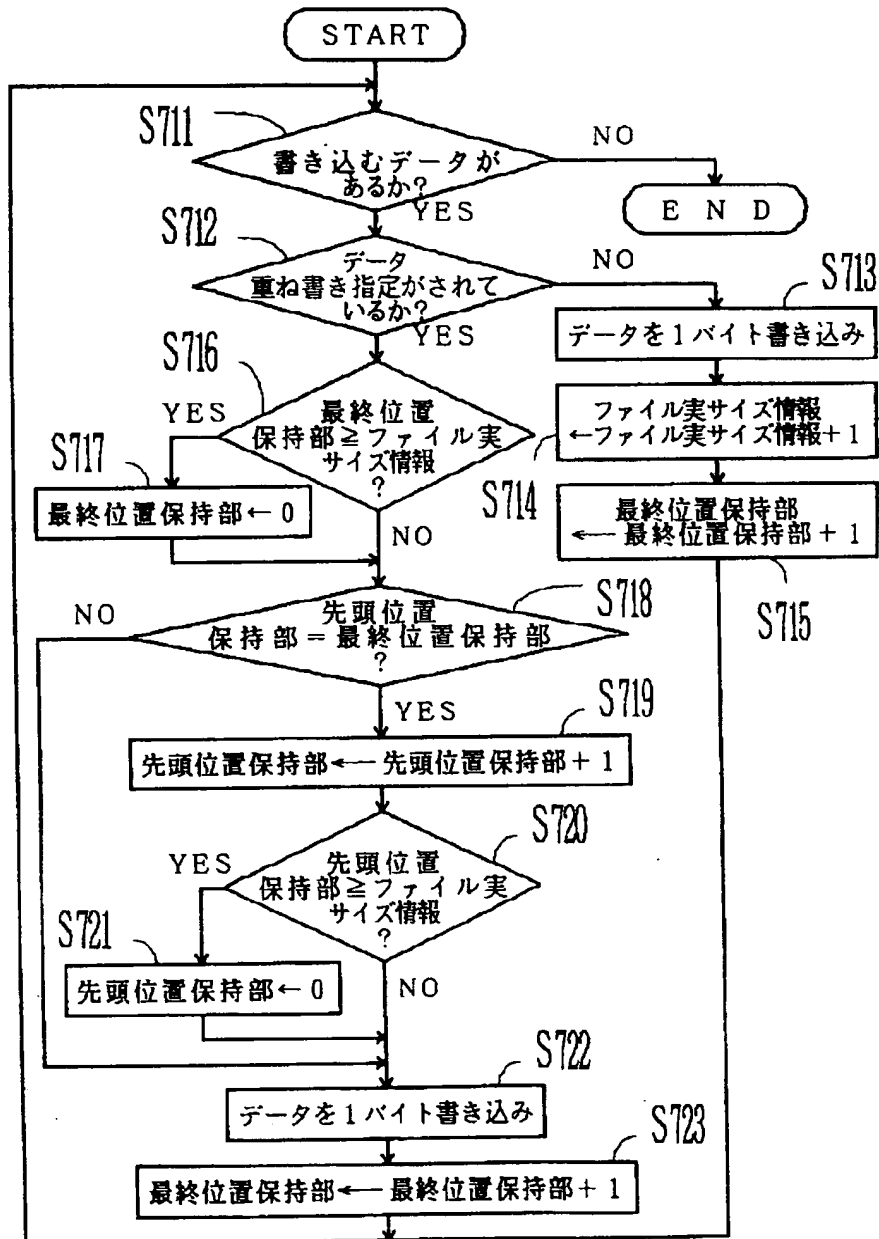 START
S711
書き込むデータが
あるか?
NO
YES
END
S712
データ
重ね書き指定がされて
いるか?
NO
YES
S713
データを1バイト書き込み
S716
最終位置
保持部≧ファイル実
サイズ情報
?
YES
NO
ファイル実サイズ情報
←ファイル実サイズ情報+1
S714
S717
最終位置保持部←0
最終位置保持部
← 最終位置保持部+1
S715
S718
先頭位置
保持部=最終位置保持部
?
NO
YES
S719
先頭位置保持部← 先頭位置保持部+1
S720
先頭位置
保持部≧ファイル実
サイズ情報
?
YES
NO
S721
先頭位置保持部←0
S722
データを1バイト書き込み
S723
最終位置保持部← 最終位置保持部+1